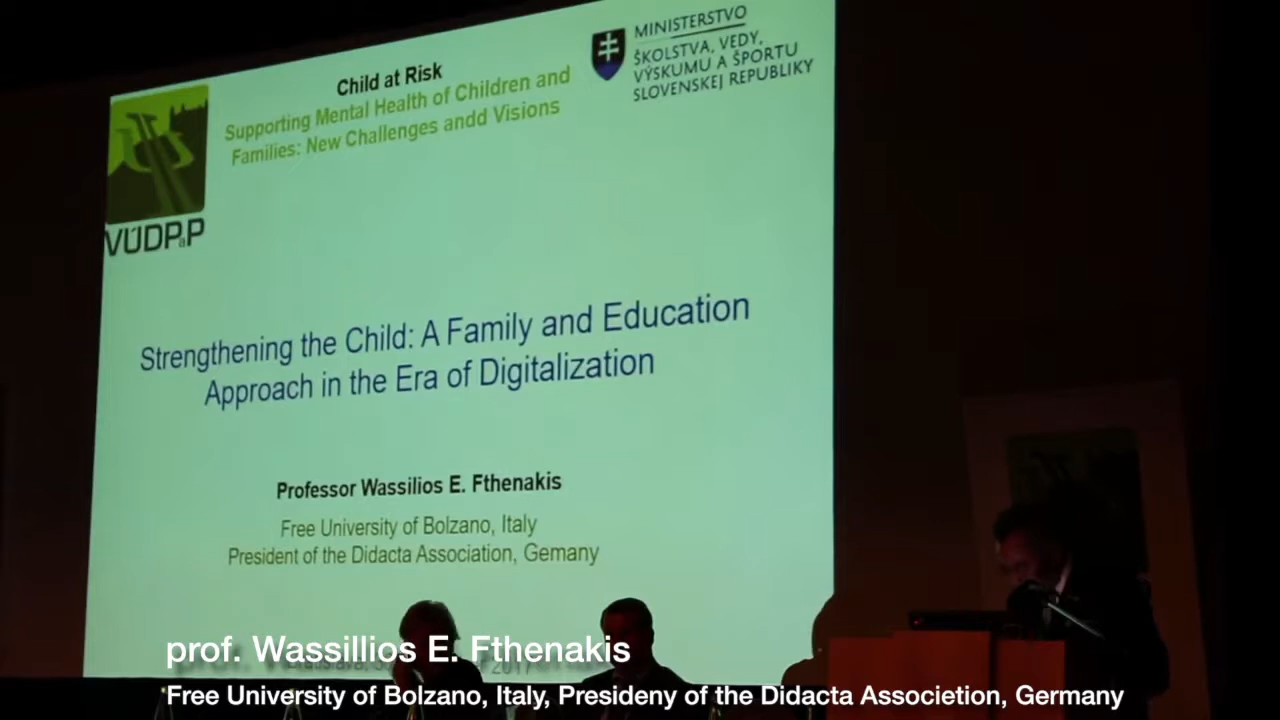 Child at Risk
Supporting Mental Health of Children and
Families: New Challenges andd Visions
MINISTERSTVO
ŠKOLSTVA, VEDY,
VÝSKUMU A ŠPORTU
SLOVENSKEJ REPUBLIKY
VÚDPaP
Strengthening the Child: A Family and Education
Approach in the Era of Digitalization
Professor Wassilios E. Fthenakis
Free University of Bolzano, Italy
President of the Didacta Association, Gemany
prof. Wassillios E. Fthenakis
Free University of Bolzano, Italy, Presideny of the Didacta Associetion, Germany